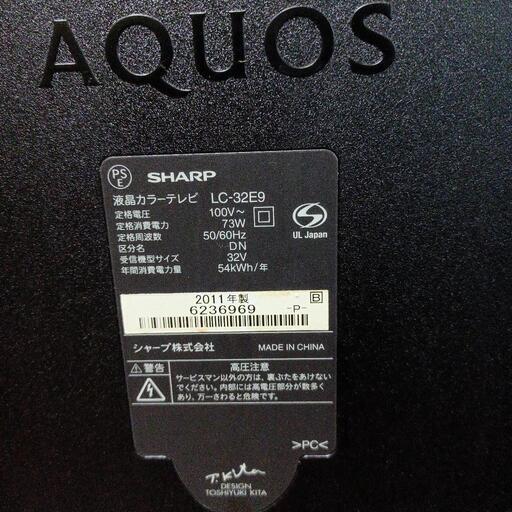 AQUOS
PS
E
SHARP
液晶カラーテレビ LC-32E9
定格電圧 100V~
定格消費電力 73W
定格周波数 50/60Hz
区分名 DN
受信機型サイズ 32V
年間消費電力量 54kWh/年
S
UL Japan
2011年製 B
6236969 -P-
シャープ株式会社 MADE IN CHINA
⚠警告 高圧注意
サービスマン以外の方は、裏ぶたをあけないで
ください。内部には高電圧部分が数多く
あり、万一さわると危険です。
>PC<
T.Kita
DESIGN
TOSHIYUKI KITA